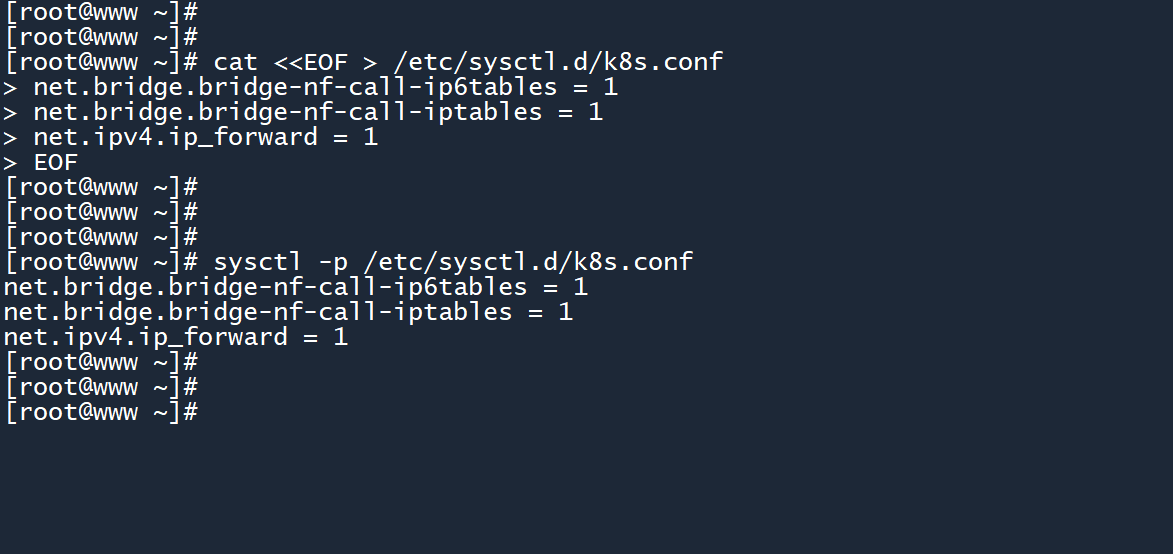 [root@www ~]#
[root@www ~]#
[root@www ~]# cat <<EOF > /etc/sysctl.d/k8s.conf
> net.bridge.bridge-nf-call-ip6tables = 1
> net.bridge.bridge-nf-call-iptables = 1
> net.ipv4.ip_forward = 1
> EOF
[root@www ~]#
[root@www ~]#
[root@www ~]#
[root@www ~]# sysctl -p /etc/sysctl.d/k8s.conf
net.bridge.bridge-nf-call-ip6tables = 1
net.bridge.bridge-nf-call-iptables = 1
net.ipv4.ip_forward = 1
[root@www ~]#
[root@www ~]#
[root@www ~]#